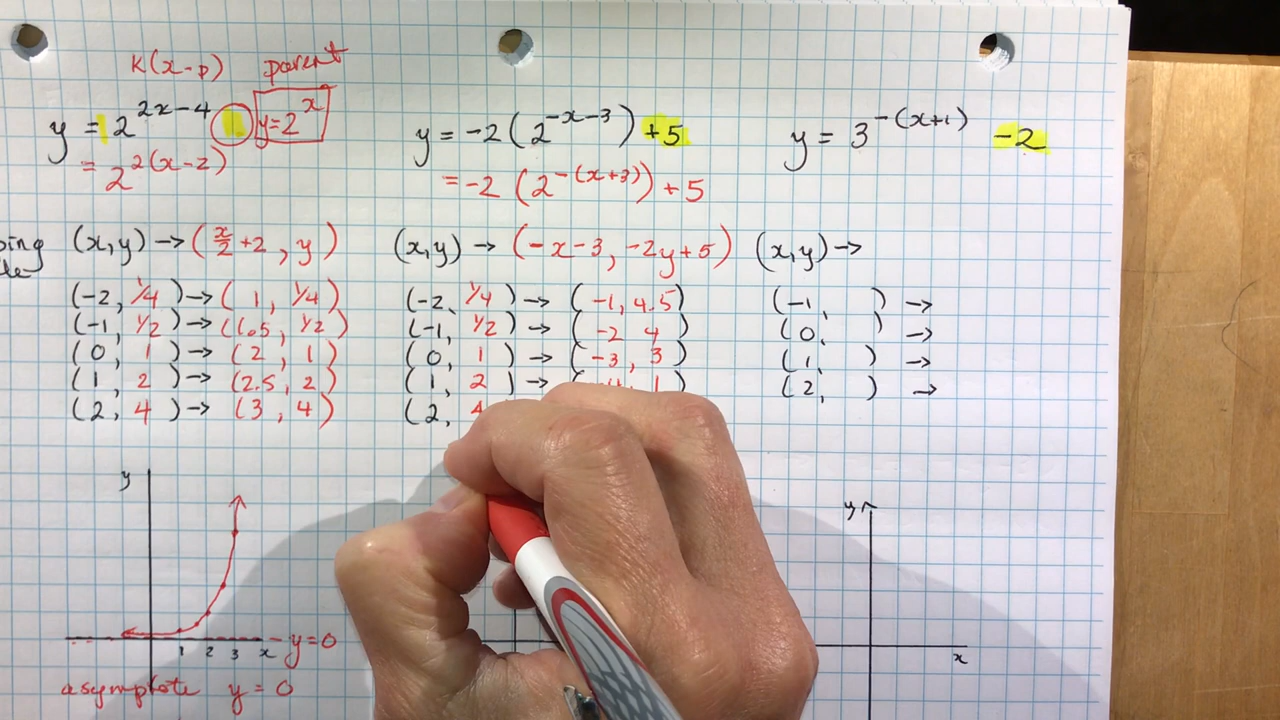 K(x-p) parent
y = 2^{2x-4} y=2^x
= 2^{2(x-2)}
(x,y) → (x/2 + 2, y)
(-2, 1/4) → (1, 1/4)
(-1, 1/2) → (1.5, 1/2)
(0, 1) → (2, 1)
(1, 2) → (2.5, 2)
(2, 4) → (3, 4)
y
1 2 3 x
y=0
asymptote y = 0
y = -2(2^{-x-3}) +5
= -2(2^{-(x+3)}) + 5
(x,y) → (-x-3, -2y+5)
(-2, 1/4) → (-1, 4.5)
(-1, 1/2) → (-2 4)
(0, 1) → (-3, 3)
(1, 2) → 1)
(2, 4
y = 3^{-(x+1)} -2
(x,y) →
(-1, ) →
(0, ) →
(1, ) →
(2, ) →
y
x